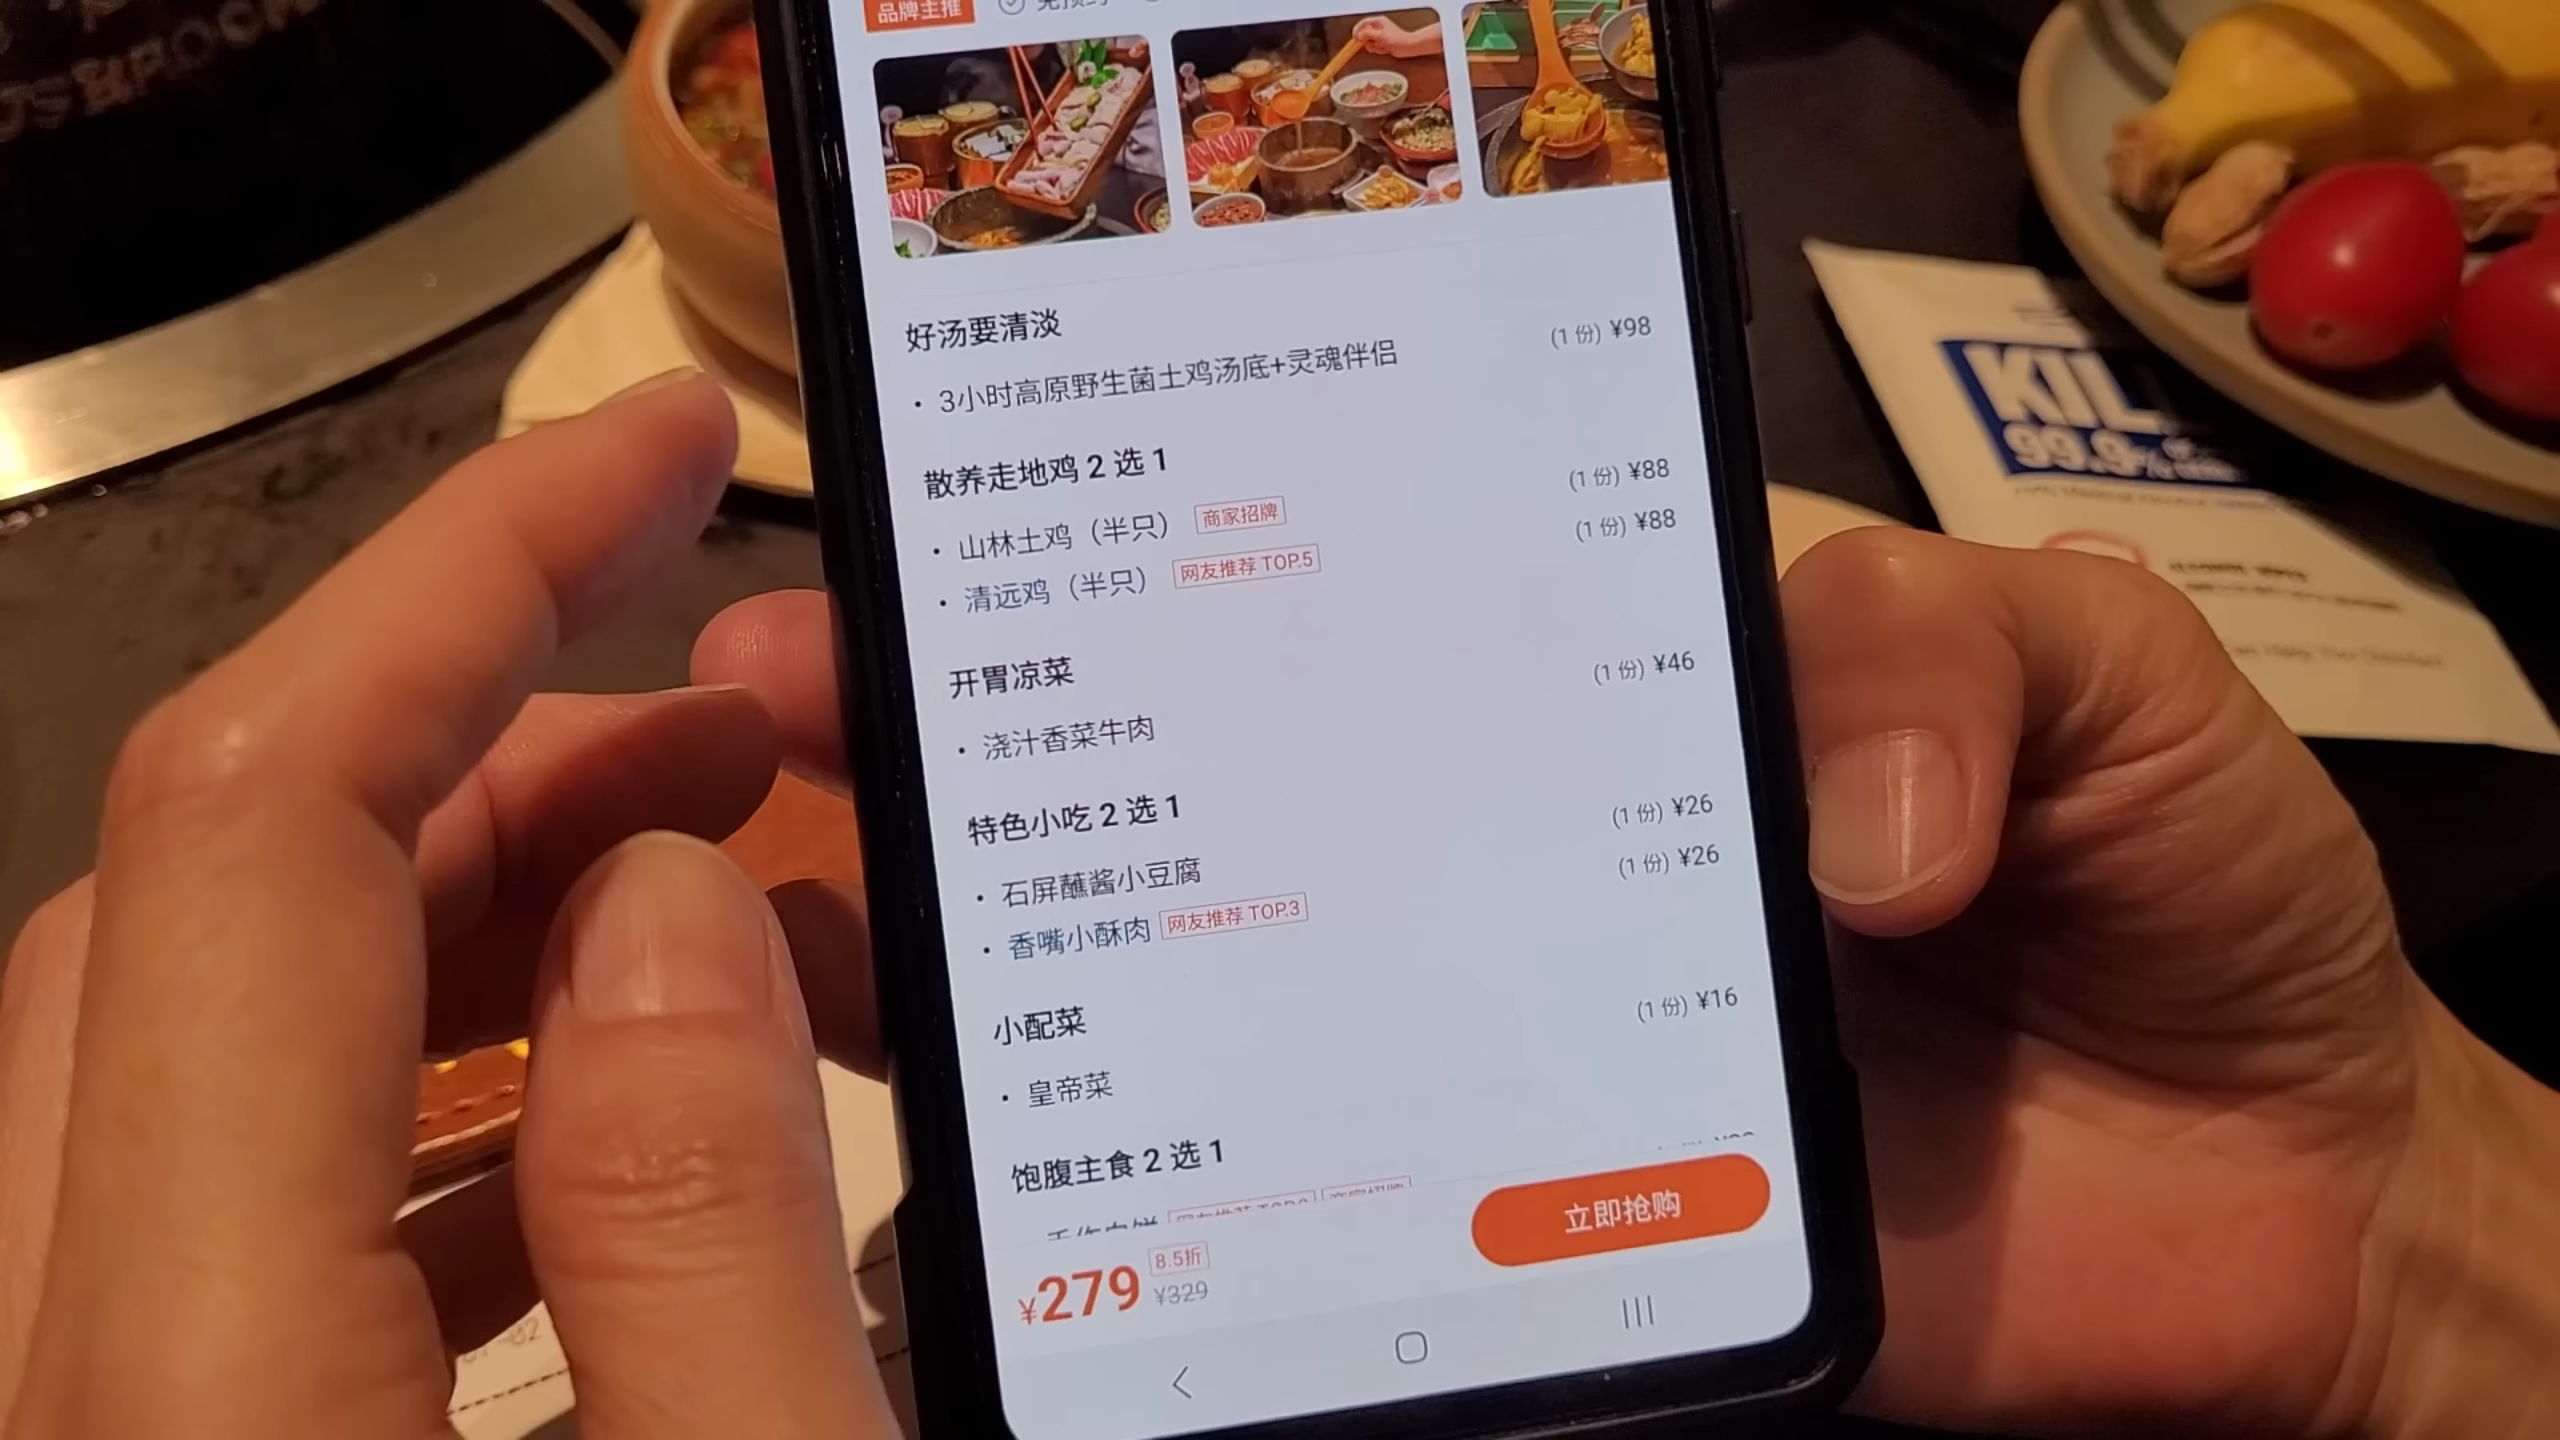 品牌主推
好汤要清淡
(1 份) ¥98
• 3小时高原野生菌土鸡汤底+灵魂伴侣
散养走地鸡 2 选 1
(1 份) ¥88
• 山林土鸡（半只） 商家招牌
(1 份) ¥88
• 清远鸡（半只） 网友推荐 TOP.5
开胃凉菜
(1 份) ¥46
• 浇汁香菜牛肉
特色小吃 2 选 1
(1 份) ¥26
• 石屏蘸酱小豆腐
(1 份) ¥26
• 香嘴小酥肉 网友推荐 TOP.3
小配菜
(1 份) ¥16
• 皇帝菜
饱腹主食 2 选 1
¥279 8.5折 ¥329
立即抢购
KIL
99.9%